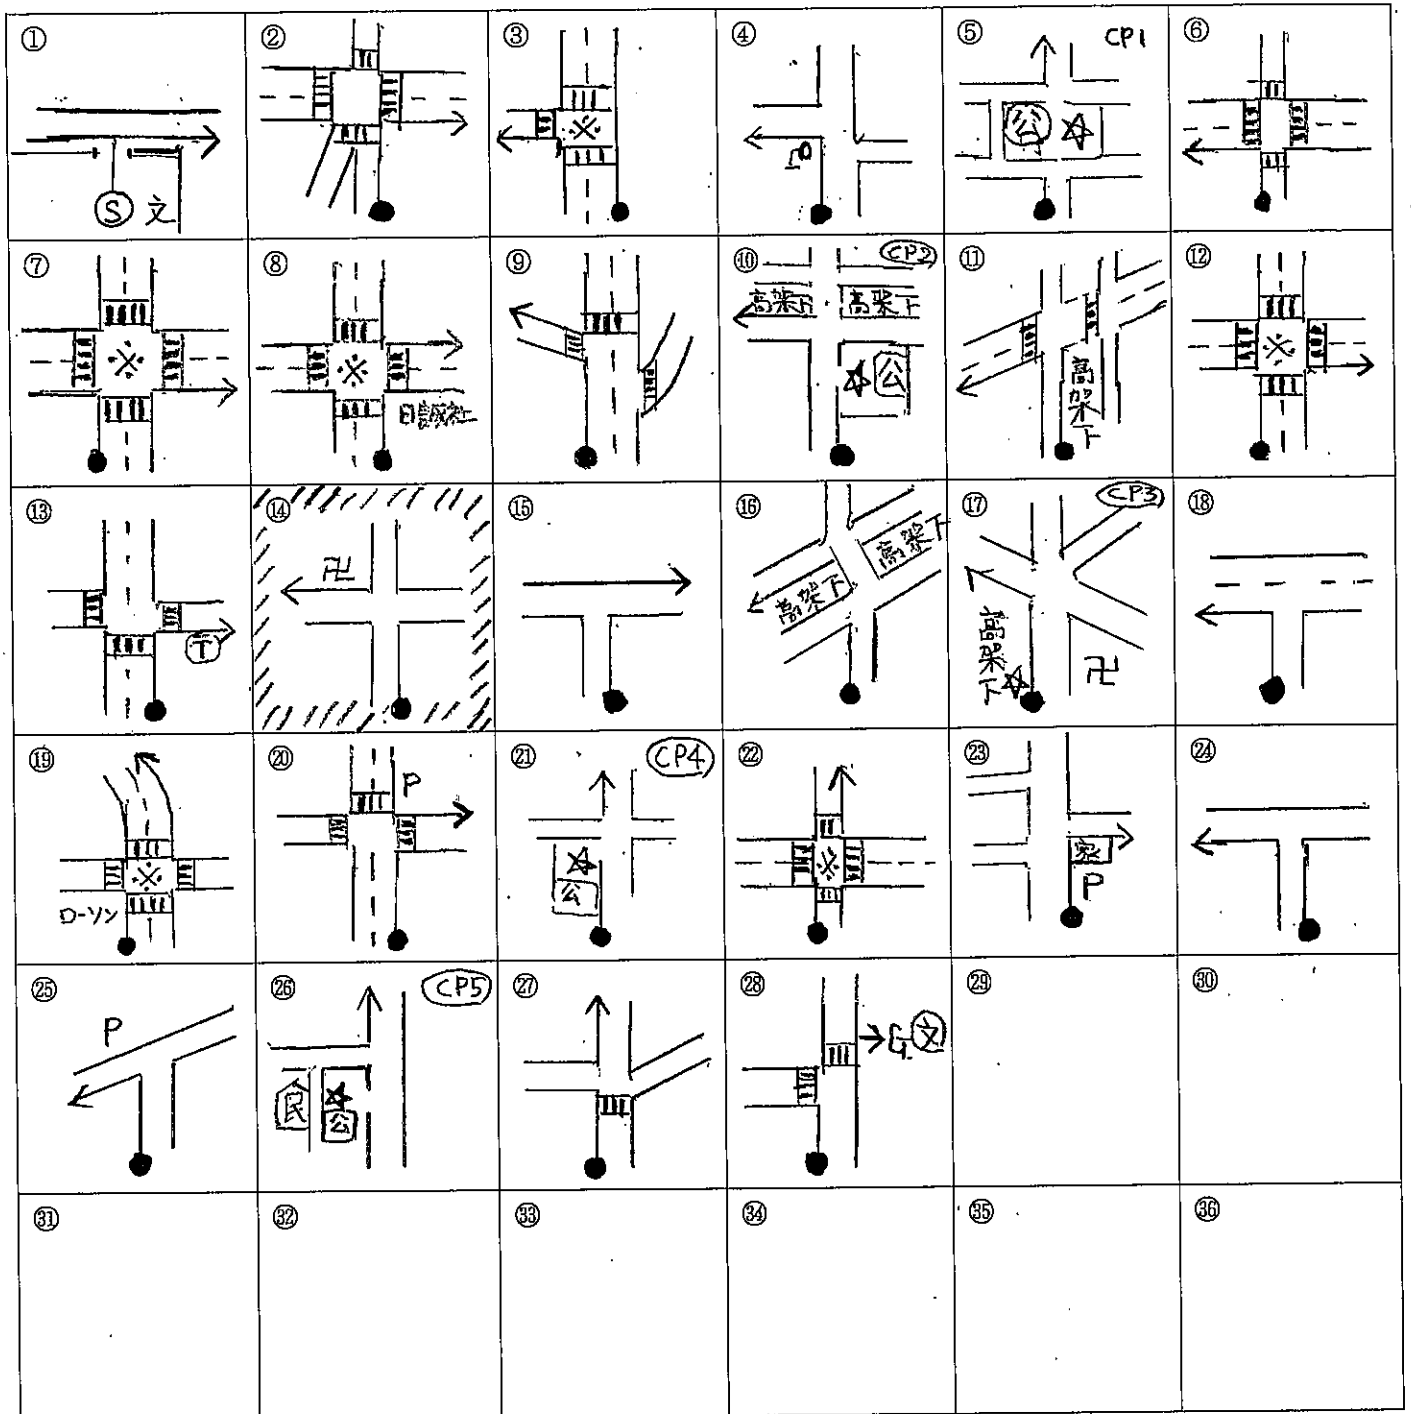 ①
S 文
②
③
④
⑤ CP1
公
⑥
⑦
⑧
日誠社
⑨
⑩ CP2
高架下 高架下
公
⑪
高架下
⑫
⑬
T
⑭
卍
⑮
⑯
高架下
高架下
⑰ CP3
高架下
卍
⑱
⑲
ローソン
⑳
P
㉑ CP4
公
㉒
㉓
P
㉔
㉕
P
㉖ CP5
民 公
㉗
㉘
G 文
㉙
㉚
㉛
㉜
㉝
㉞
㉟
㊱